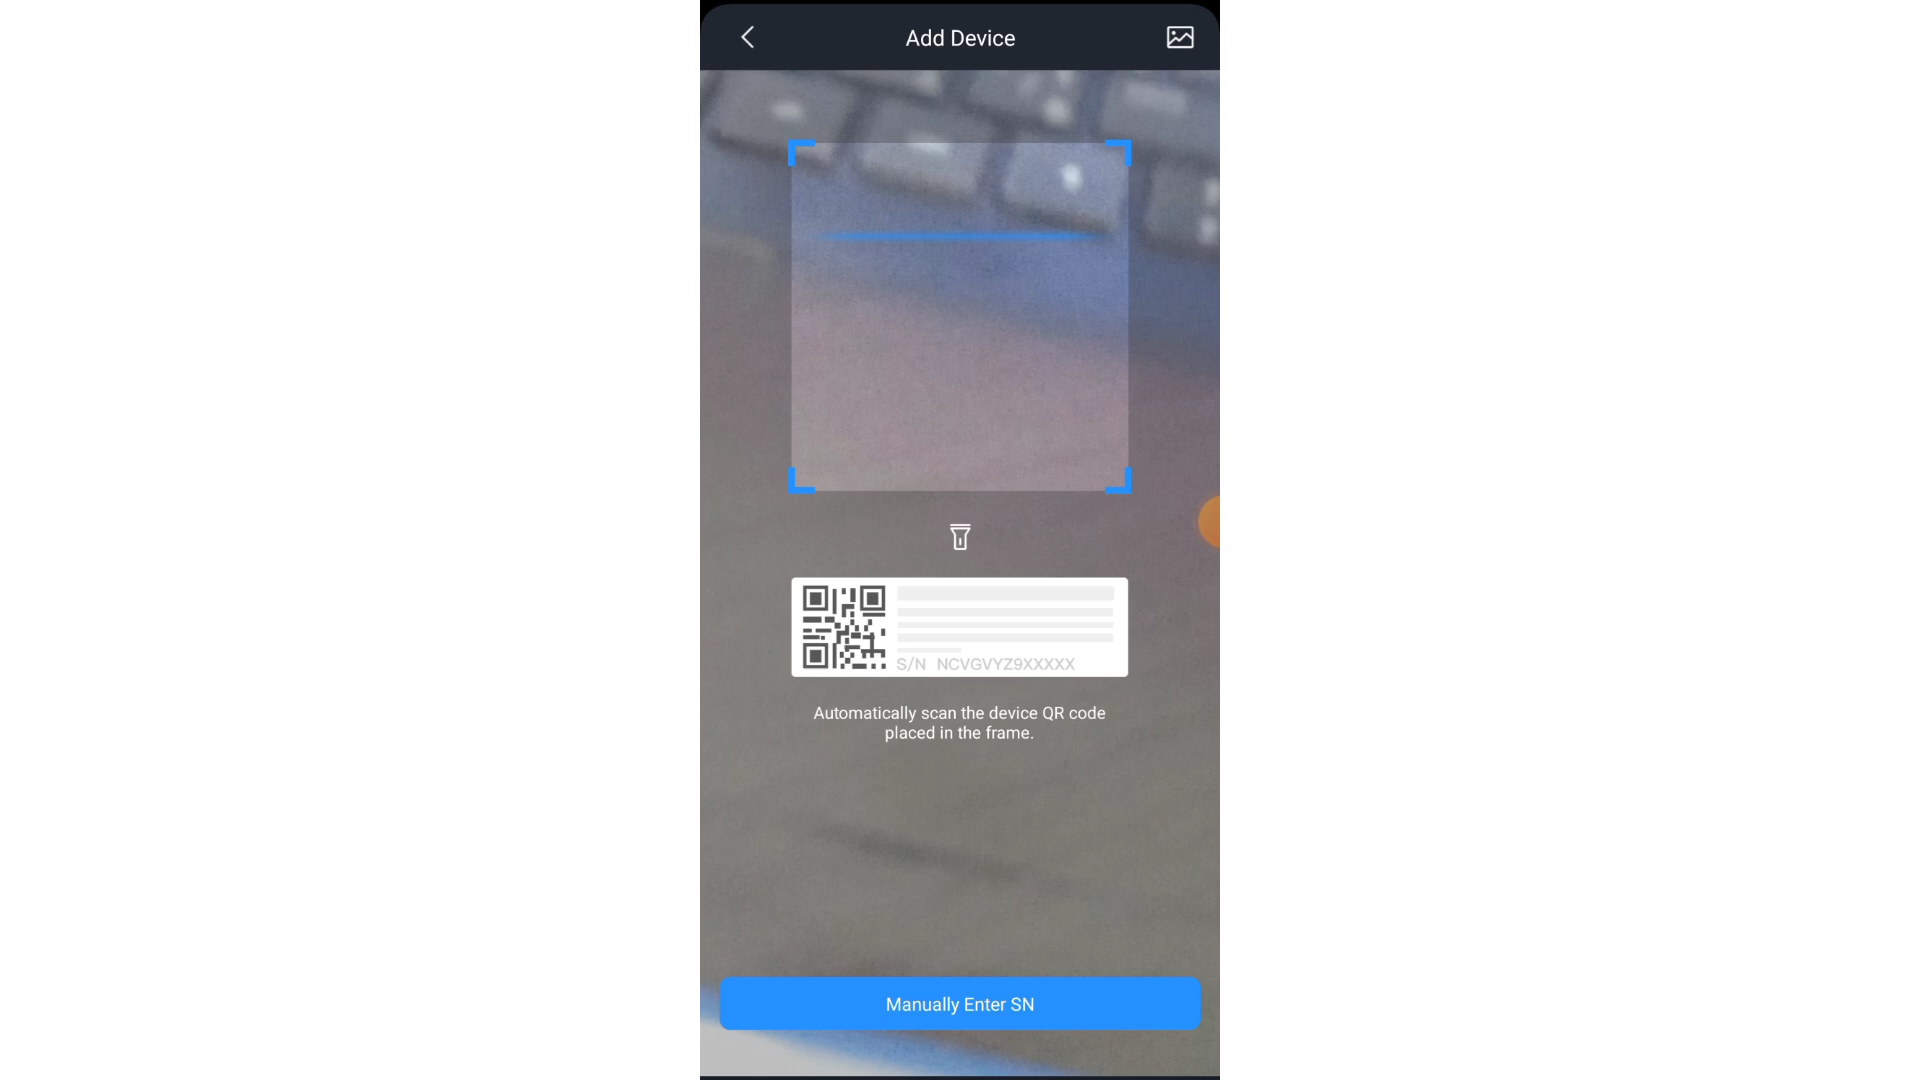 Add Device
S/N NCVGVYZ9XXXXX
Automatically scan the device QR code
placed in the frame.
Manually Enter SN